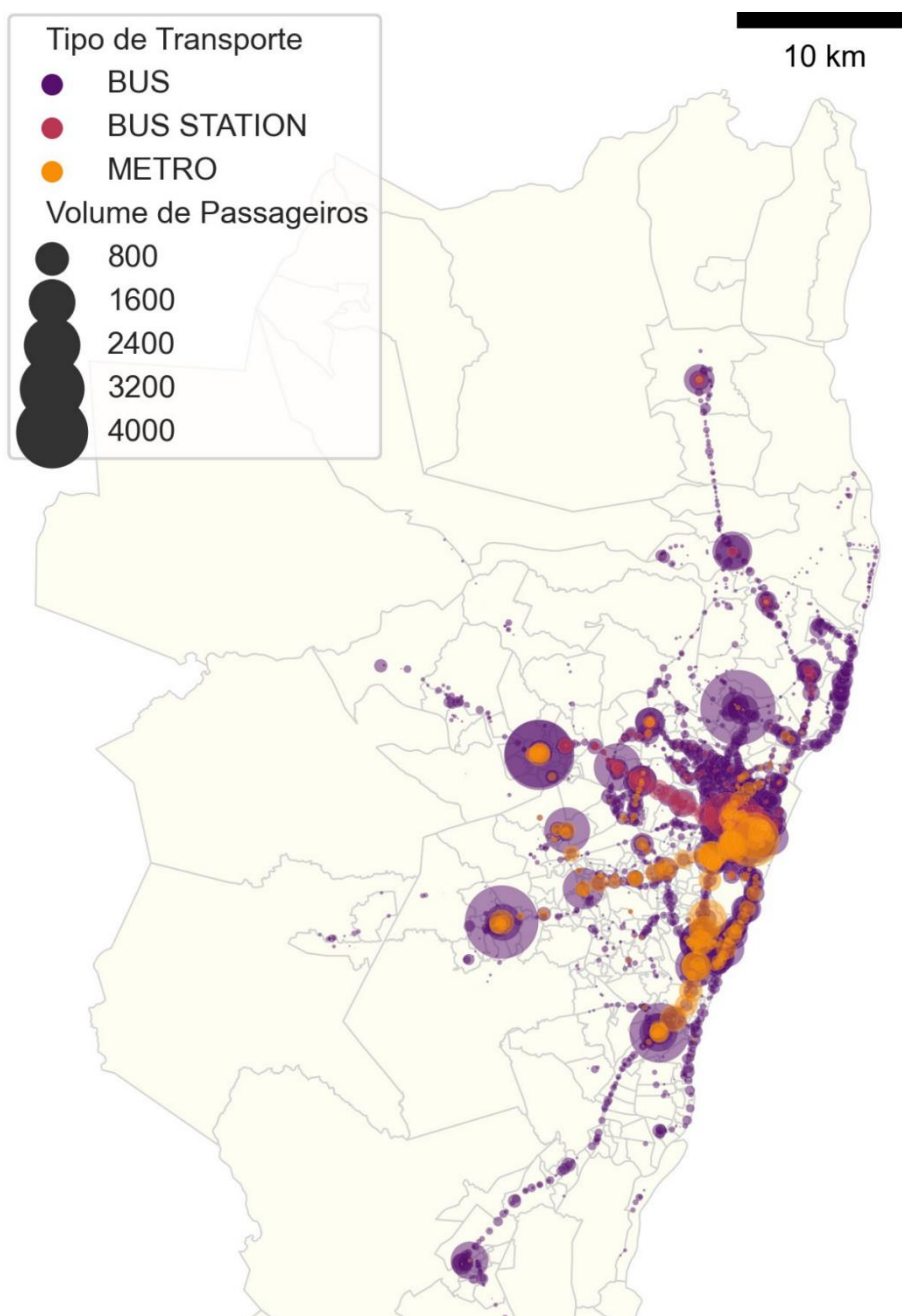 Tipo de Transporte
BUS
BUS STATION
METRO
Volume de Passageiros
800
1600
2400
3200
4000
10 km